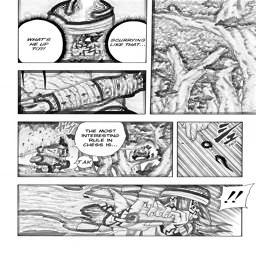 WHAT'S
HE UP
TO?!
SCURRYING
LIKE THAT...
THE MOST
INTERESTING
RULE IN
CHESS IS...
TAK
!!